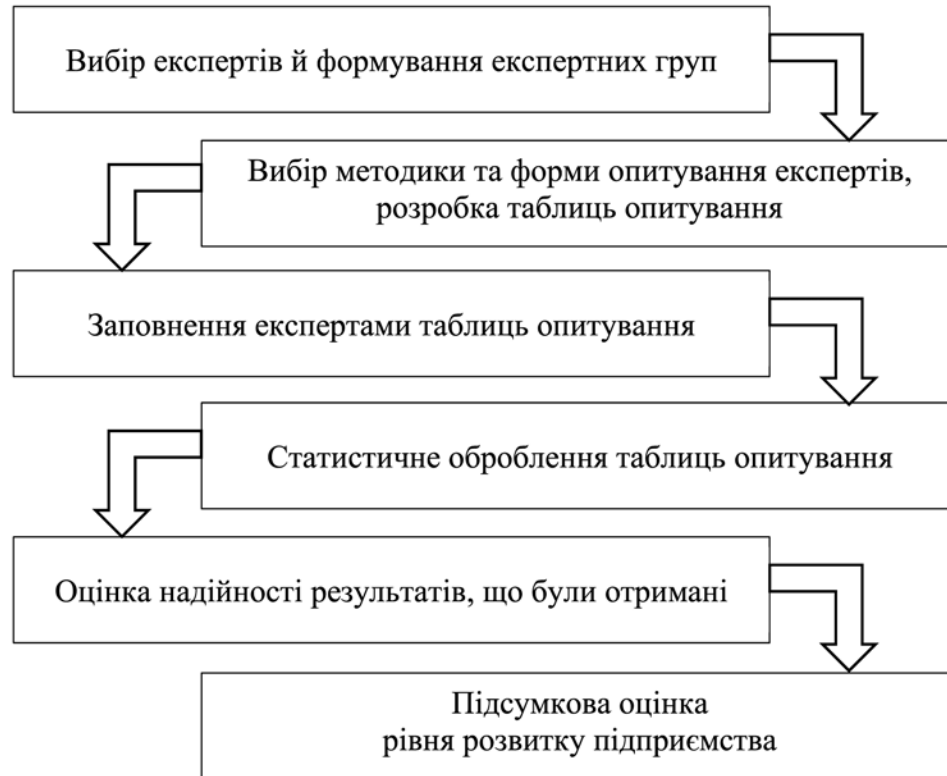 Вибір експертів й формування експертних груп
Вибір методики та форми опитування експертів,
розробка таблиць опитування
Заповнення експертами таблиць опитування
Статистичне оброблення таблиць опитування
Оцінка надійності результатів, що були отримані
Підсумкова оцінка
рівня розвитку підприємства